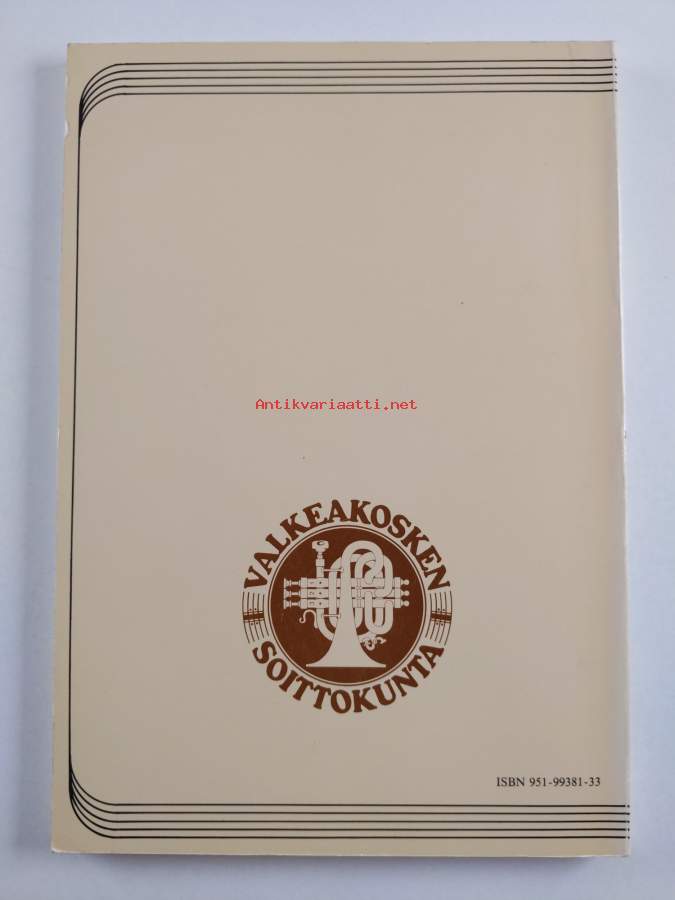 Antikvariaatti.net
VALKEAKOSKEN
SOITTOKUNTA
ISBN 951-99381-33